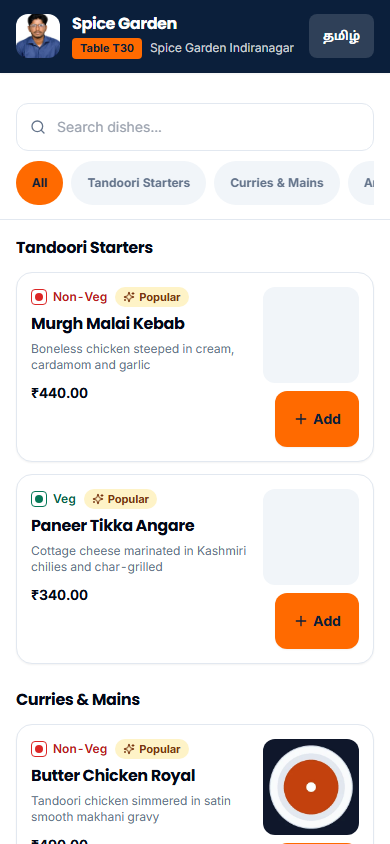 Spice Garden
Table T30 Spice Garden Indiranagar
தமிழ்
Search dishes...
All
Tandoori Starters
Curries & Mains
Tandoori Starters
Non-Veg
Popular
Murgh Malai Kebab
Boneless chicken steeped in cream,
cardamom and garlic
₹440.00
+ Add
Veg
Popular
Paneer Tikka Angare
Cottage cheese marinated in Kashmiri
chilies and char-grilled
₹340.00
+ Add
Curries & Mains
Non-Veg
Popular
Butter Chicken Royal
Tandoori chicken simmered in satin
smooth makhani gravy